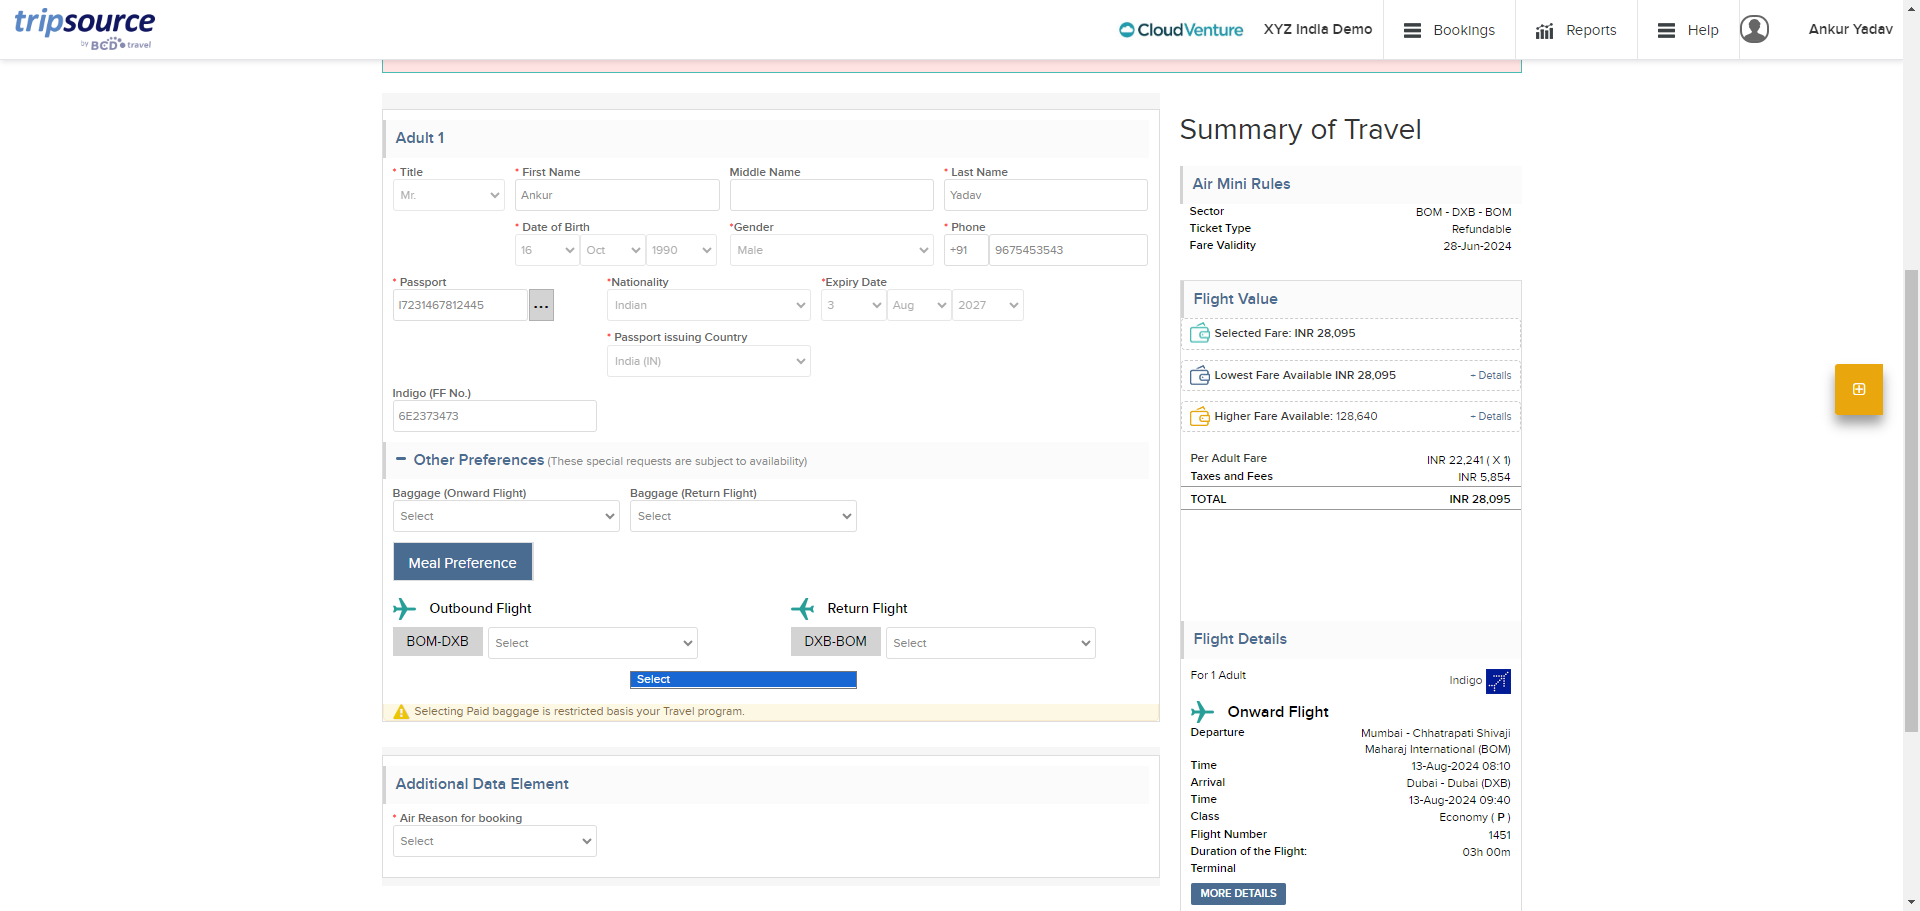 tripsource
by BCD travel
CloudVenture
XYZ India Demo
Bookings
Reports
Help
Ankur Yadav
Adult 1
* Title
* First Name
Middle Name
* Last Name
Mr.
Ankur
Yadav
* Date of Birth
*Gender
* Phone
16
Oct
1990
Male
+91
9675453543
* Passport
*Nationality
*Expiry Date
I7231467812445
...
Indian
3
Aug
2027
* Passport issuing Country
India (IN)
Indigo (FF No.)
6E2373473
Other Preferences (These special requests are subject to availability)
Baggage (Onward Flight)
Baggage (Return Flight)
Select
Select
Meal Preference
Outbound Flight
Return Flight
BOM-DXB
Select
DXB-BOM
Select
Select
Selecting Paid baggage is restricted basis your Travel program.
Additional Data Element
* Air Reason for booking
Select
Summary of Travel
Air Mini Rules
Sector BOM - DXB - BOM
Ticket Type Refundable
Fare Validity 28-Jun-2024
Flight Value
Selected Fare: INR 28,095
Lowest Fare Available INR 28,095 + Details
Higher Fare Available: 128,640 + Details
Per Adult Fare INR 22,241 ( X 1)
Taxes and Fees INR 5,854
TOTAL INR 28,095
Flight Details
For 1 Adult Indigo
Onward Flight
Departure Mumbai - Chhatrapati Shivaji
Maharaj International (BOM)
Time 13-Aug-2024 08:10
Arrival Dubai - Dubai (DXB)
Time 13-Aug-2024 09:40
Class Economy ( P )
Flight Number 1451
Duration of the Flight: 03h 00m
Terminal
MORE DETAILS